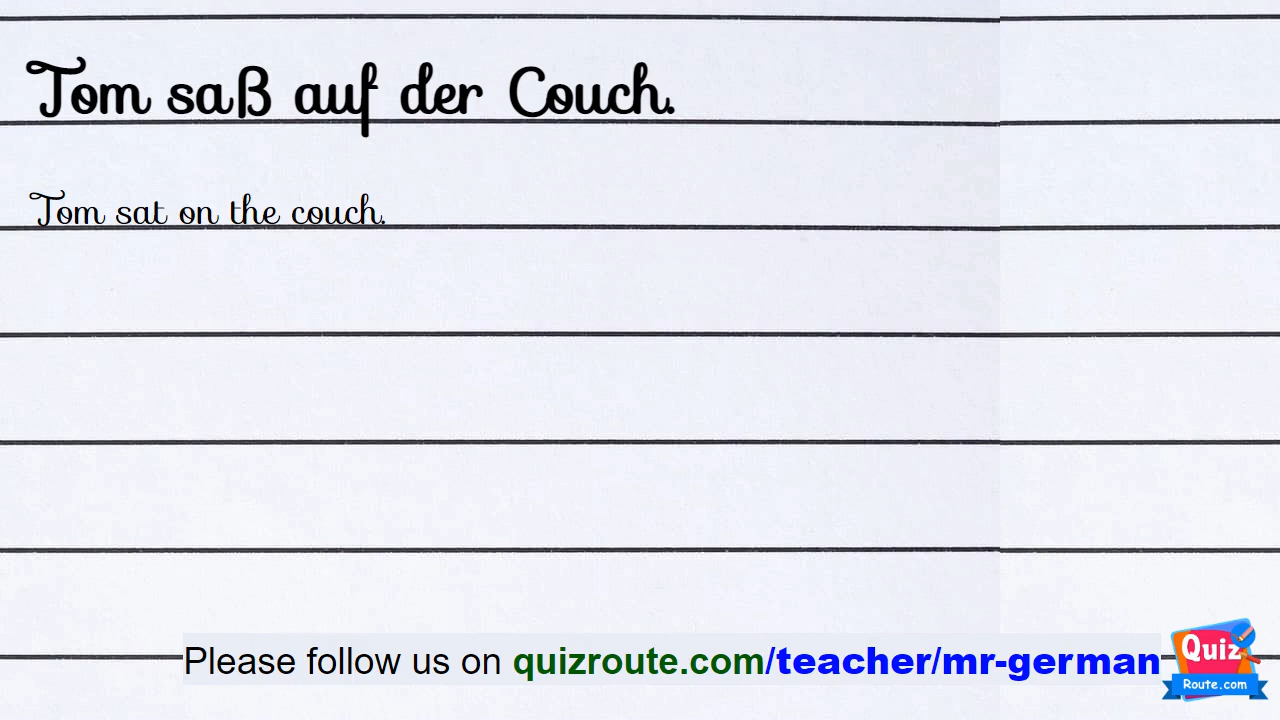 Tom saß auf der Couch.
Tom sat on the couch.
Please follow us on quizroute.com/teacher/mr-german
Quiz
Route.com